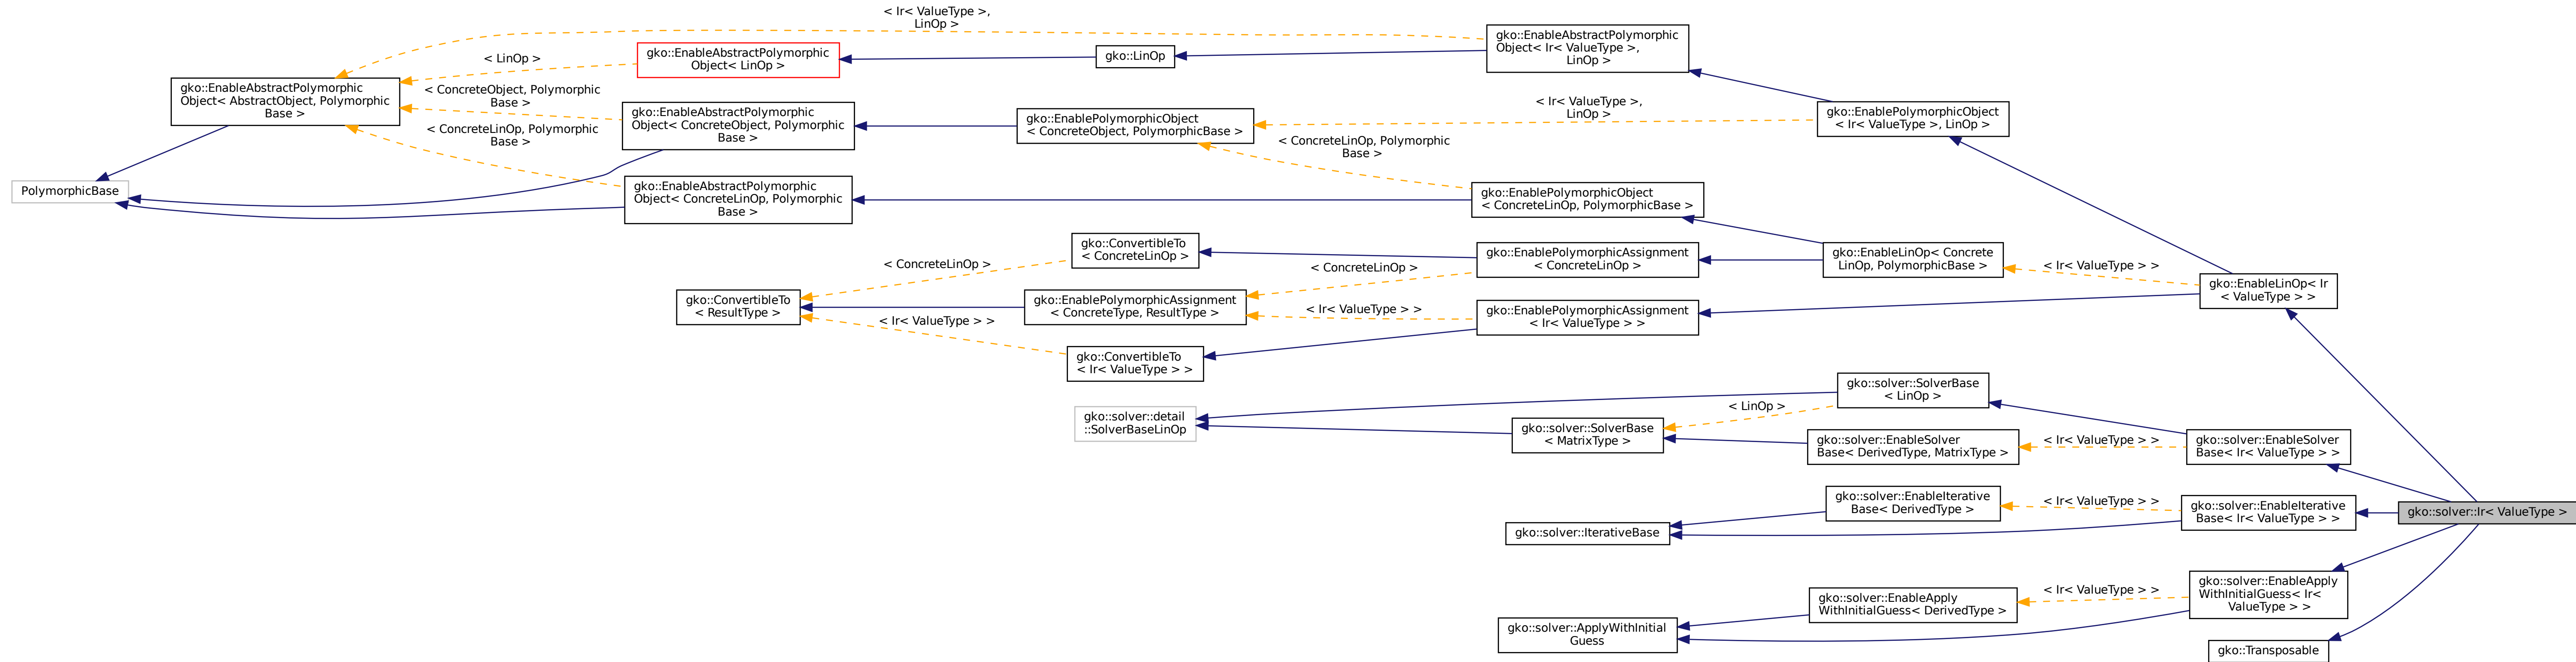 < Ir< ValueType >,
LinOp >
gko::EnableAbstractPolymorphic
Object< Ir< ValueType >,
LinOp >
gko::EnableAbstractPolymorphic
Object< LinOp >
< LinOp >
gko::LinOp
gko::EnableAbstractPolymorphic
Object< AbstractObject, Polymorphic
Base >
< ConcreteObject, Polymorphic
Base >
gko::EnableAbstractPolymorphic
Object< ConcreteObject, Polymorphic
Base >
gko::EnablePolymorphicObject
< ConcreteObject, PolymorphicBase >
< Ir< ValueType >,
LinOp >
gko::EnablePolymorphicObject
< Ir< ValueType >, LinOp >
< ConcreteLinOp, Polymorphic
Base >
< ConcreteLinOp, Polymorphic
Base >
PolymorphicBase
gko::EnableAbstractPolymorphic
Object< ConcreteLinOp, Polymorphic
Base >
gko::EnablePolymorphicObject
< ConcreteLinOp, PolymorphicBase >
gko::ConvertibleTo
< ConcreteLinOp >
gko::EnablePolymorphicAssignment
< ConcreteLinOp >
gko::EnableLinOp< Concrete
LinOp, PolymorphicBase >
< ConcreteLinOp >
< ConcreteLinOp >
< Ir< ValueType > >
gko::EnableLinOp< Ir
< ValueType > >
gko::ConvertibleTo
< ResultType >
gko::EnablePolymorphicAssignment
< ConcreteType, ResultType >
< Ir< ValueType > >
gko::EnablePolymorphicAssignment
< Ir< ValueType > >
< Ir< ValueType > >
gko::ConvertibleTo
< Ir< ValueType > >
gko::solver::SolverBase
< LinOp >
gko::solver::detail
::SolverBaseLinOp
< LinOp >
gko::solver::SolverBase
< MatrixType >
gko::solver::EnableSolver
Base< DerivedType, MatrixType >
< Ir< ValueType > >
gko::solver::EnableSolver
Base< Ir< ValueType > >
gko::solver::EnableIterative
Base< DerivedType >
< Ir< ValueType > >
gko::solver::EnableIterative
Base< Ir< ValueType > >
gko::solver::Ir< ValueType >
gko::solver::IterativeBase
gko::solver::EnableApply
WithInitialGuess< DerivedType >
< Ir< ValueType > >
gko::solver::EnableApply
WithInitialGuess< Ir<
ValueType > >
gko::solver::ApplyWithInitial
Guess
gko::Transposable